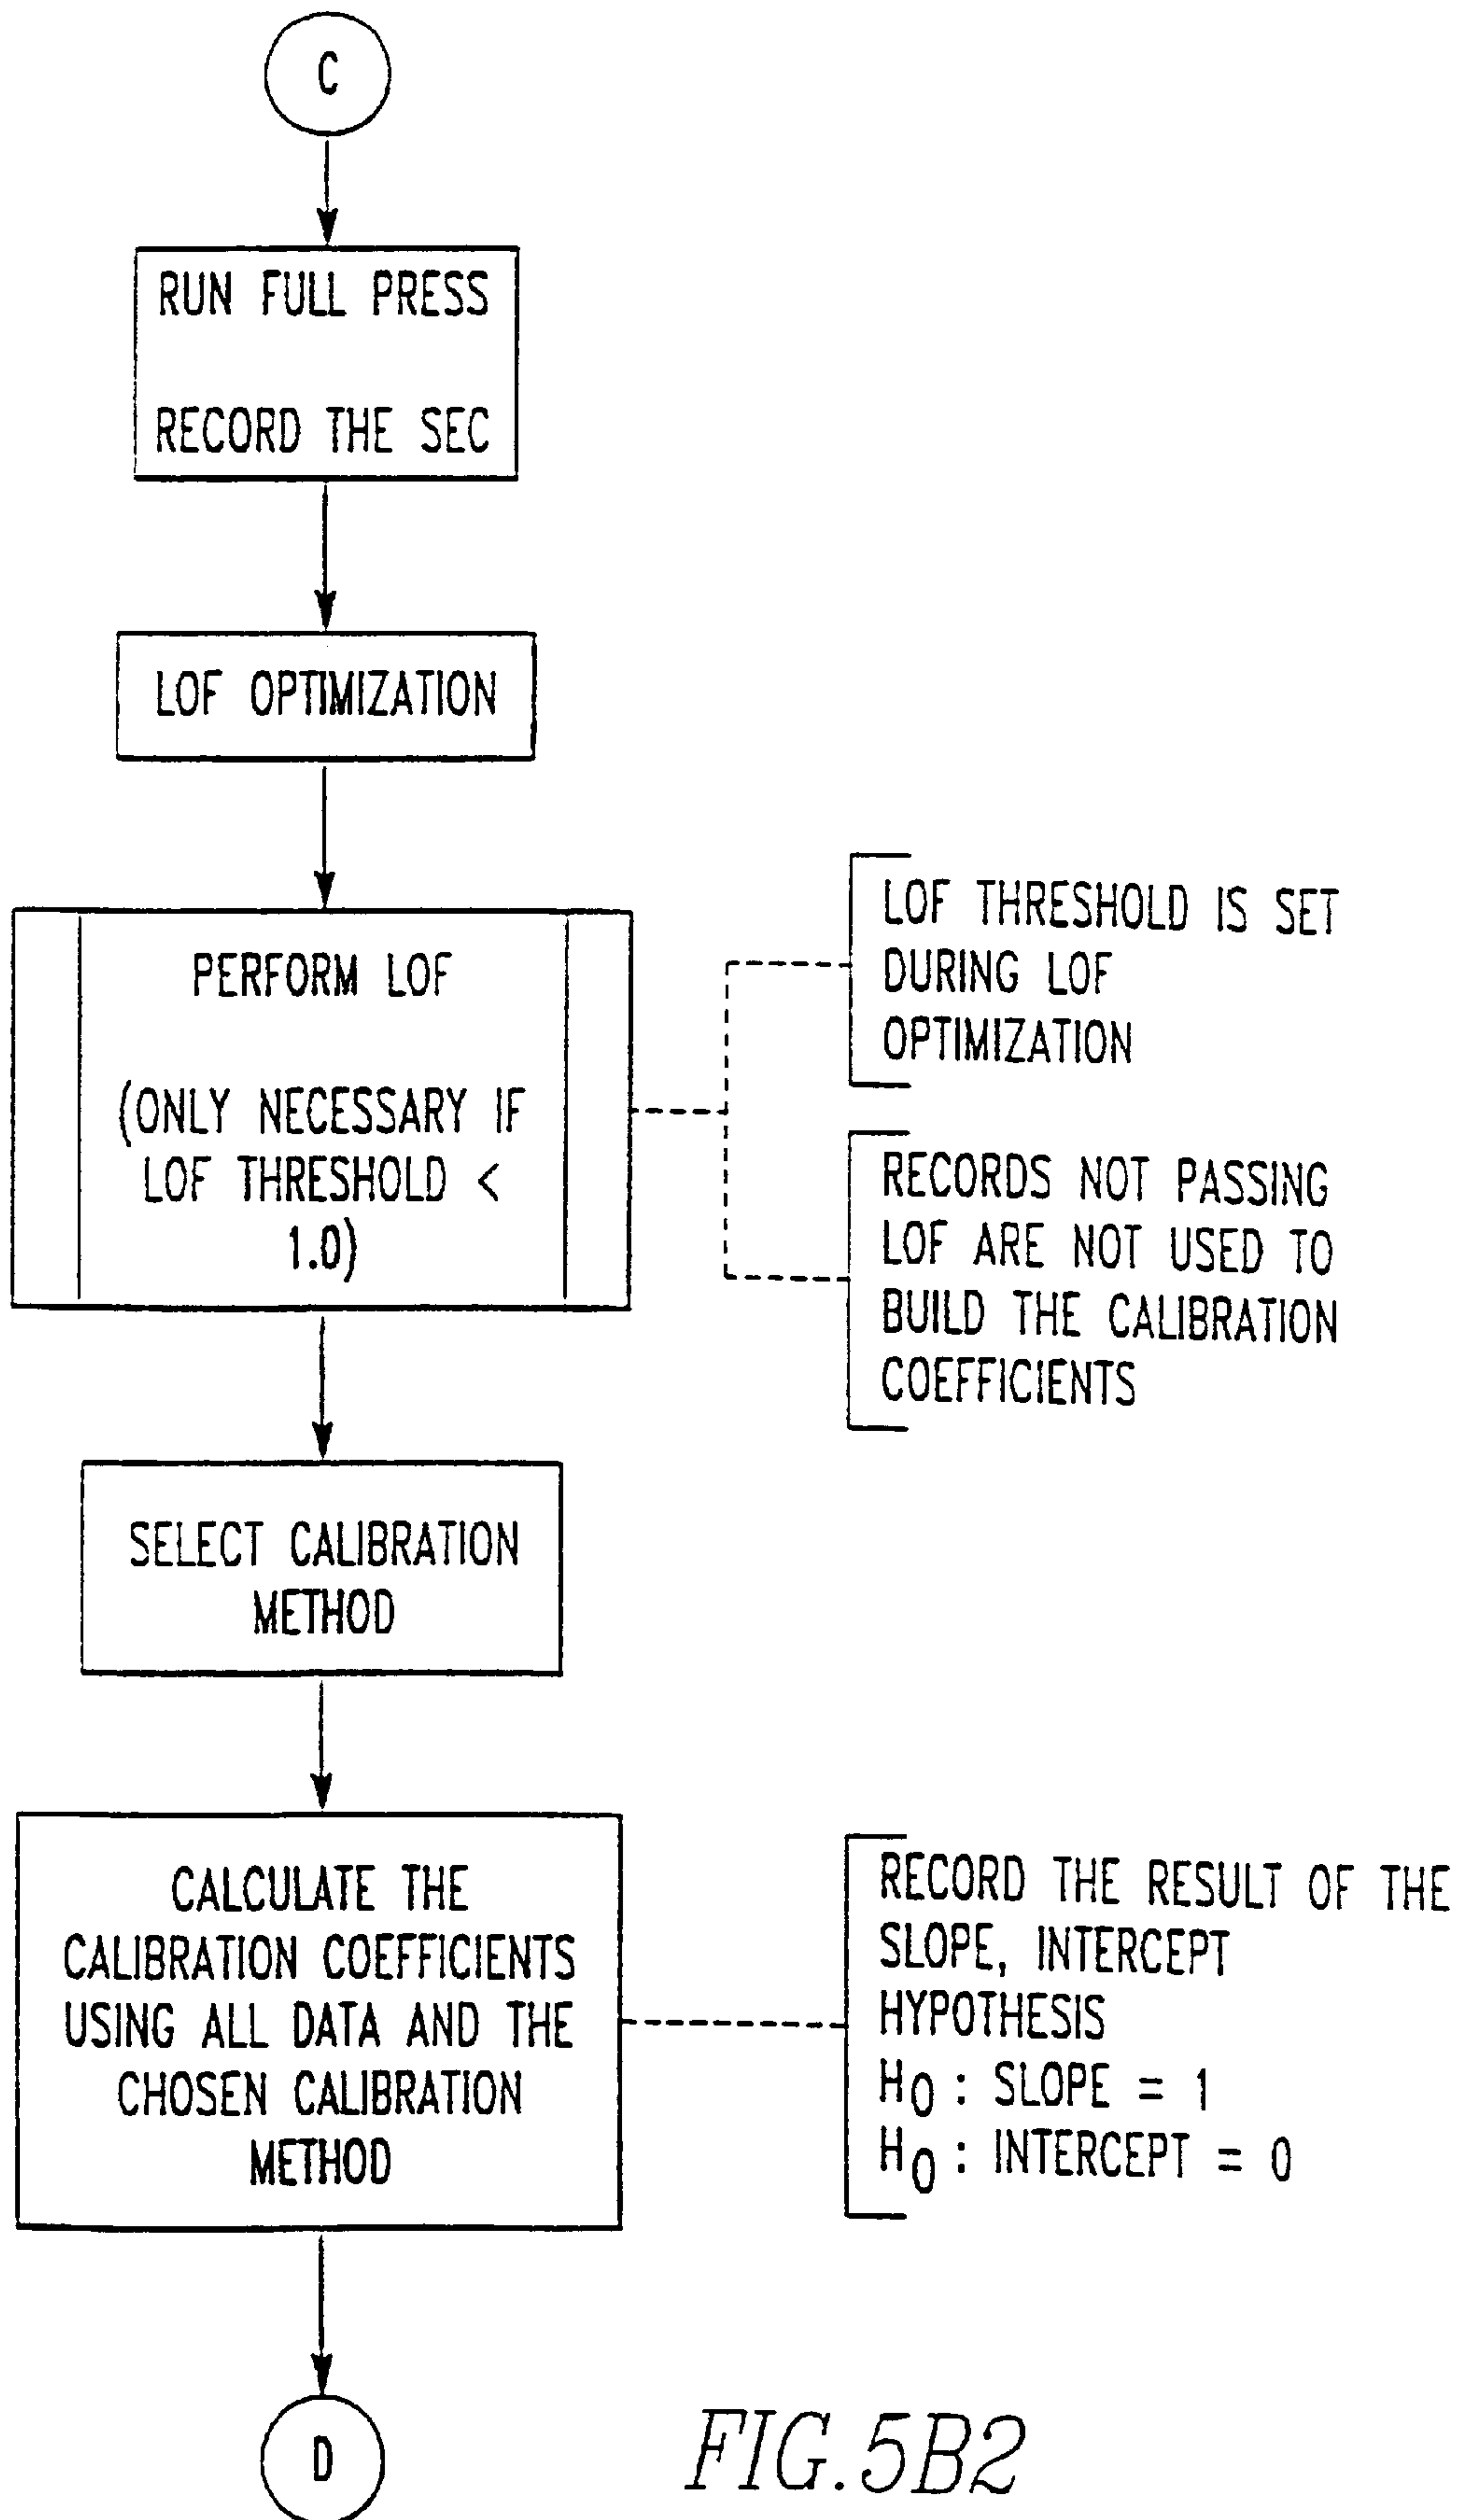 C
RUN FULL PRESS
RECORD THE SEC
LOF OPTIMIZATION
PERFORM LOF
(ONLY NECESSARY IF
LOF THRESHOLD <
1.0)
LOF THRESHOLD IS SET
DURING LOF
OPTIMIZATION
RECORDS NOT PASSING
LOF ARE NOT USED TO
BUILD THE CALIBRATION
COEFFICIENTS
SELECT CALIBRATION
METHOD
CALCULATE THE
CALIBRATION COEFFICIENTS
USING ALL DATA AND THE
CHOSEN CALIBRATION
METHOD
RECORD THE RESULT OF THE
SLOPE, INTERCEPT
HYPOTHESIS
H0 : SLOPE = 1
H0 : INTERCEPT = 0
D
FIG.5B2